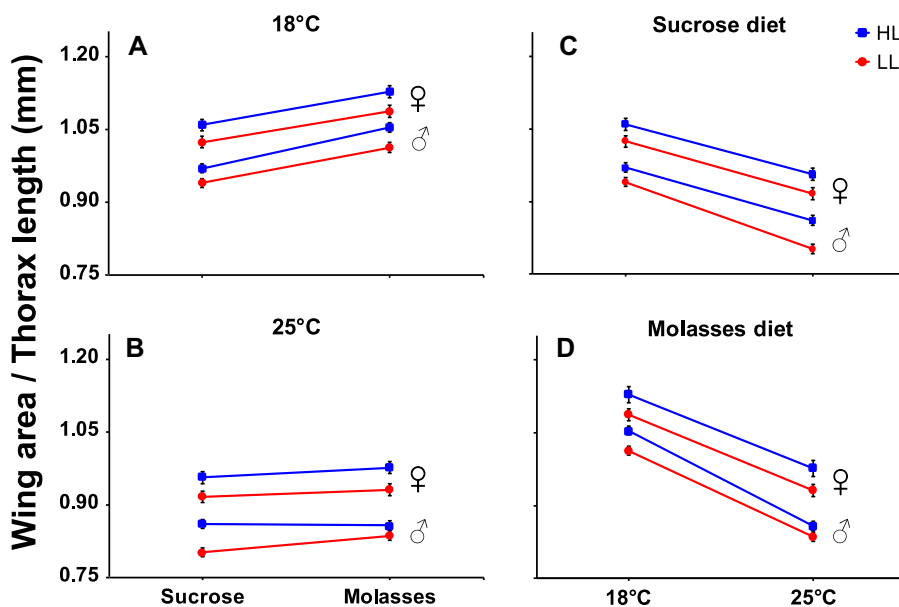 Wing area / Thorax length (mm)
18°C
A
1.20
1.05
0.90
0.75
♀
♂
Sucrose diet
C
HL
LL
♀
♂
25°C
B
1.20
1.05
0.90
0.75
Sucrose
Molasses
♀
♂
Molasses diet
D
18°C
25°C
♀
♂